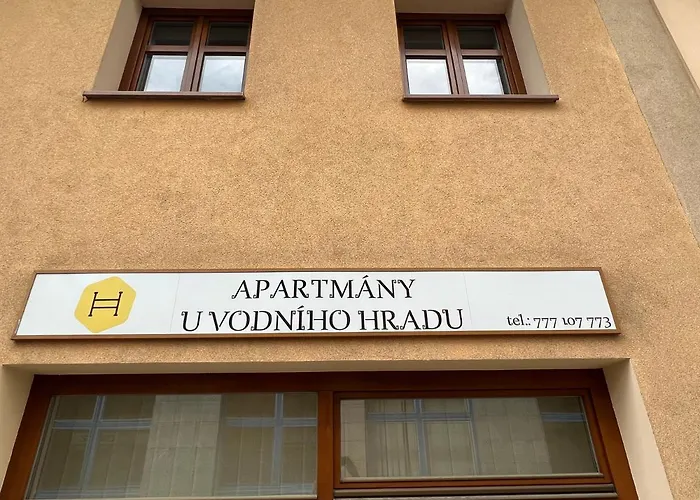 H
APARTMÁNY
U VODNÍHO HRADU
tel.: 777 107 773